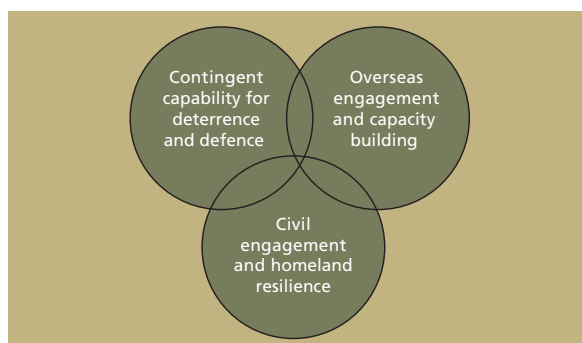 Contingent
capability for
deterrence
and defence
Overseas
engagement
and capacity
building
Civil
engagement
and homeland
resilience